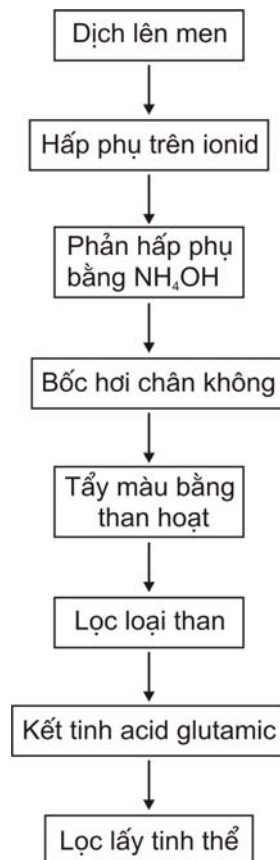 Dịch lên men
Hấp phụ trên ionid
Phản hấp phụ
bằng NH₄OH
Bốc hơi chân không
Tẩy màu bằng
than hoạt
Lọc loại than
Kết tinh acid glutamic
Lọc lấy tinh thể